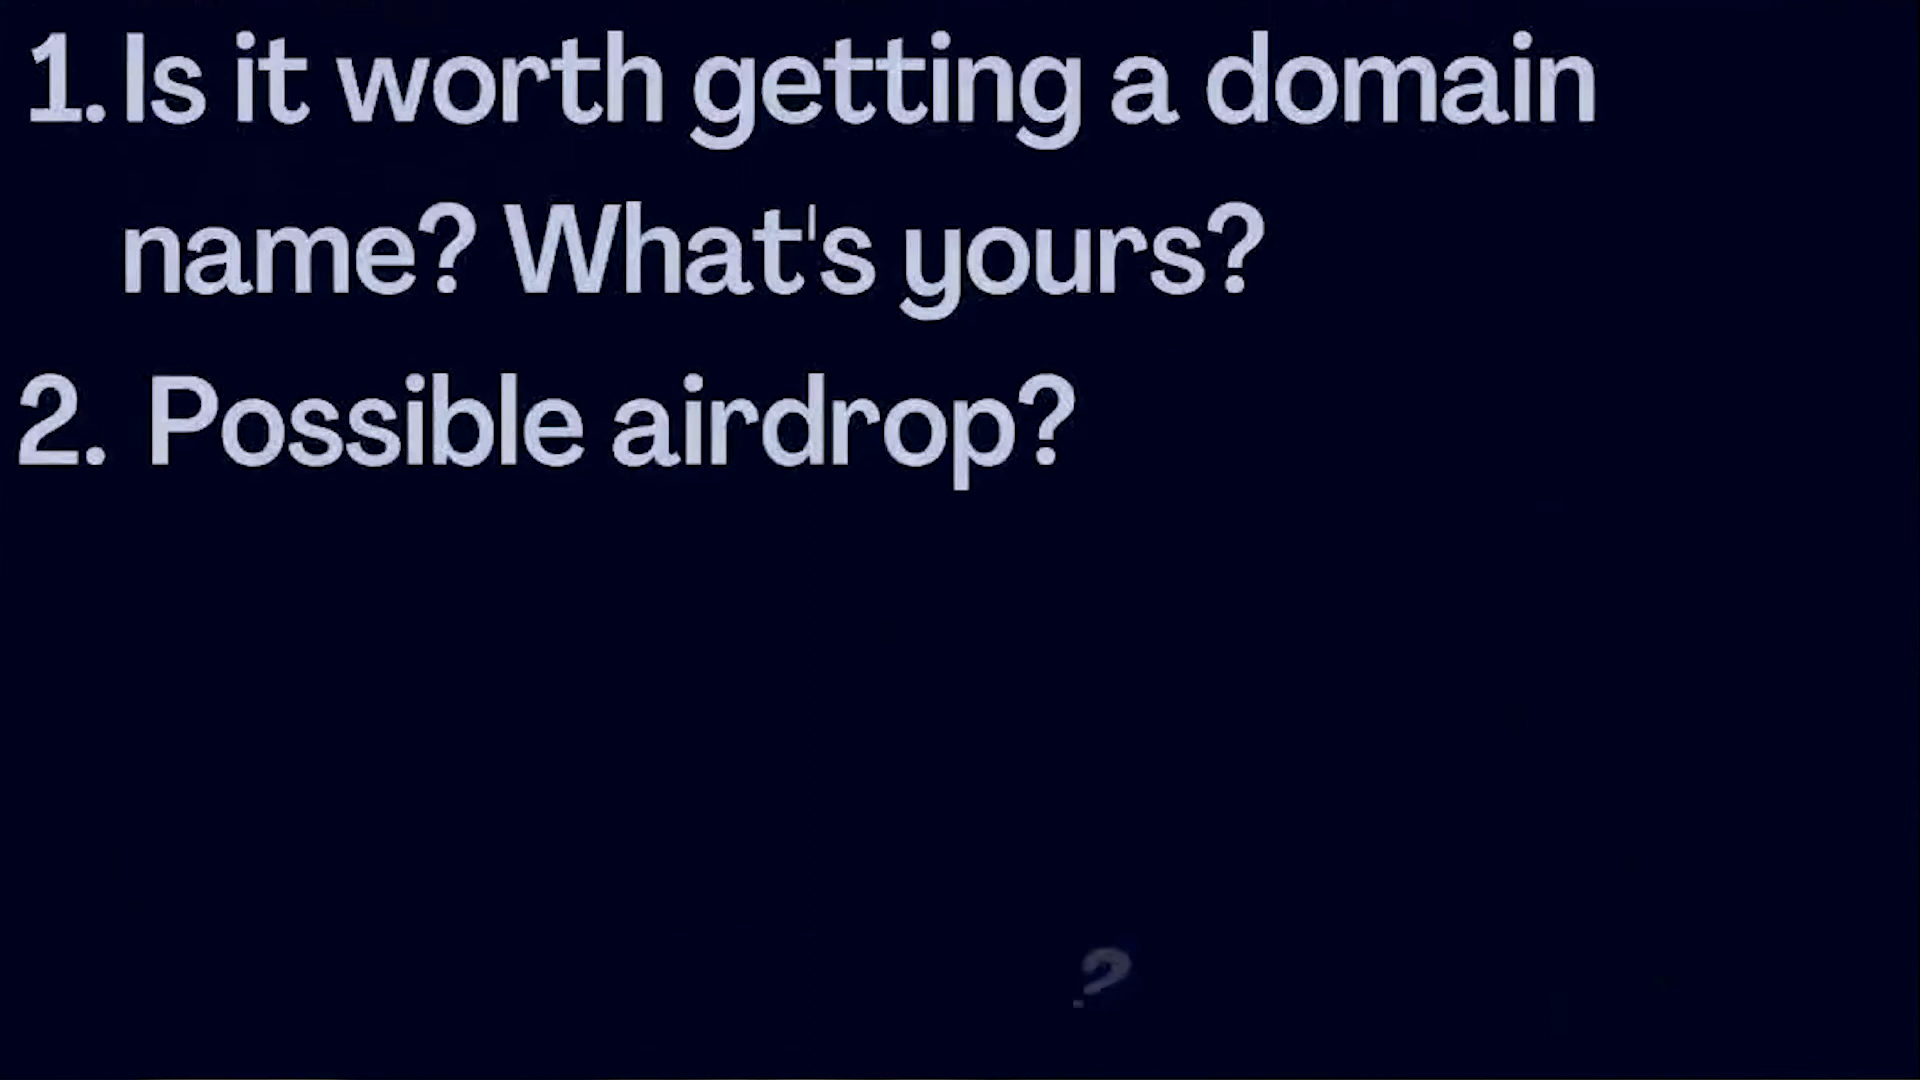 1. Is it worth getting a domain
name? What's yours?
2. Possible airdrop?
?